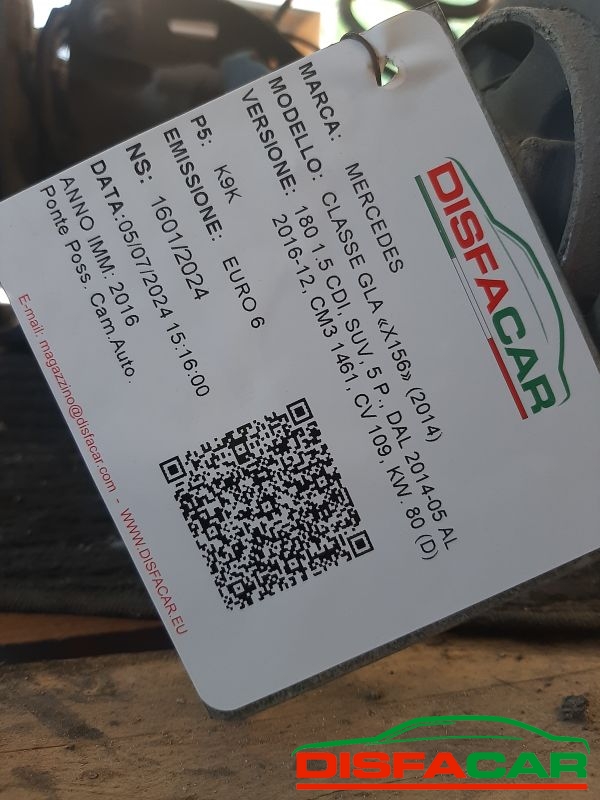 DISFACAR
MARCA: MERCEDES
MODELLO: CLASSE GLA «X156» (2014)
VERSIONE: 180 1.5 CDI, SUV, 5 P., DAL 2014-05 AL
2016-12, CM3 1461, CV 109, KW. 80 (D)
P5: K9K
EMISSIONE: EURO 6
NS: 1601/2024
DATA:05/07/2024 15:16:00
ANNO IMM: 2016
Ponte Poss. Cam.Auto.
E-mail: magazzino@disfacar.com - WWW.DISFACAR.EU
DISFACAR